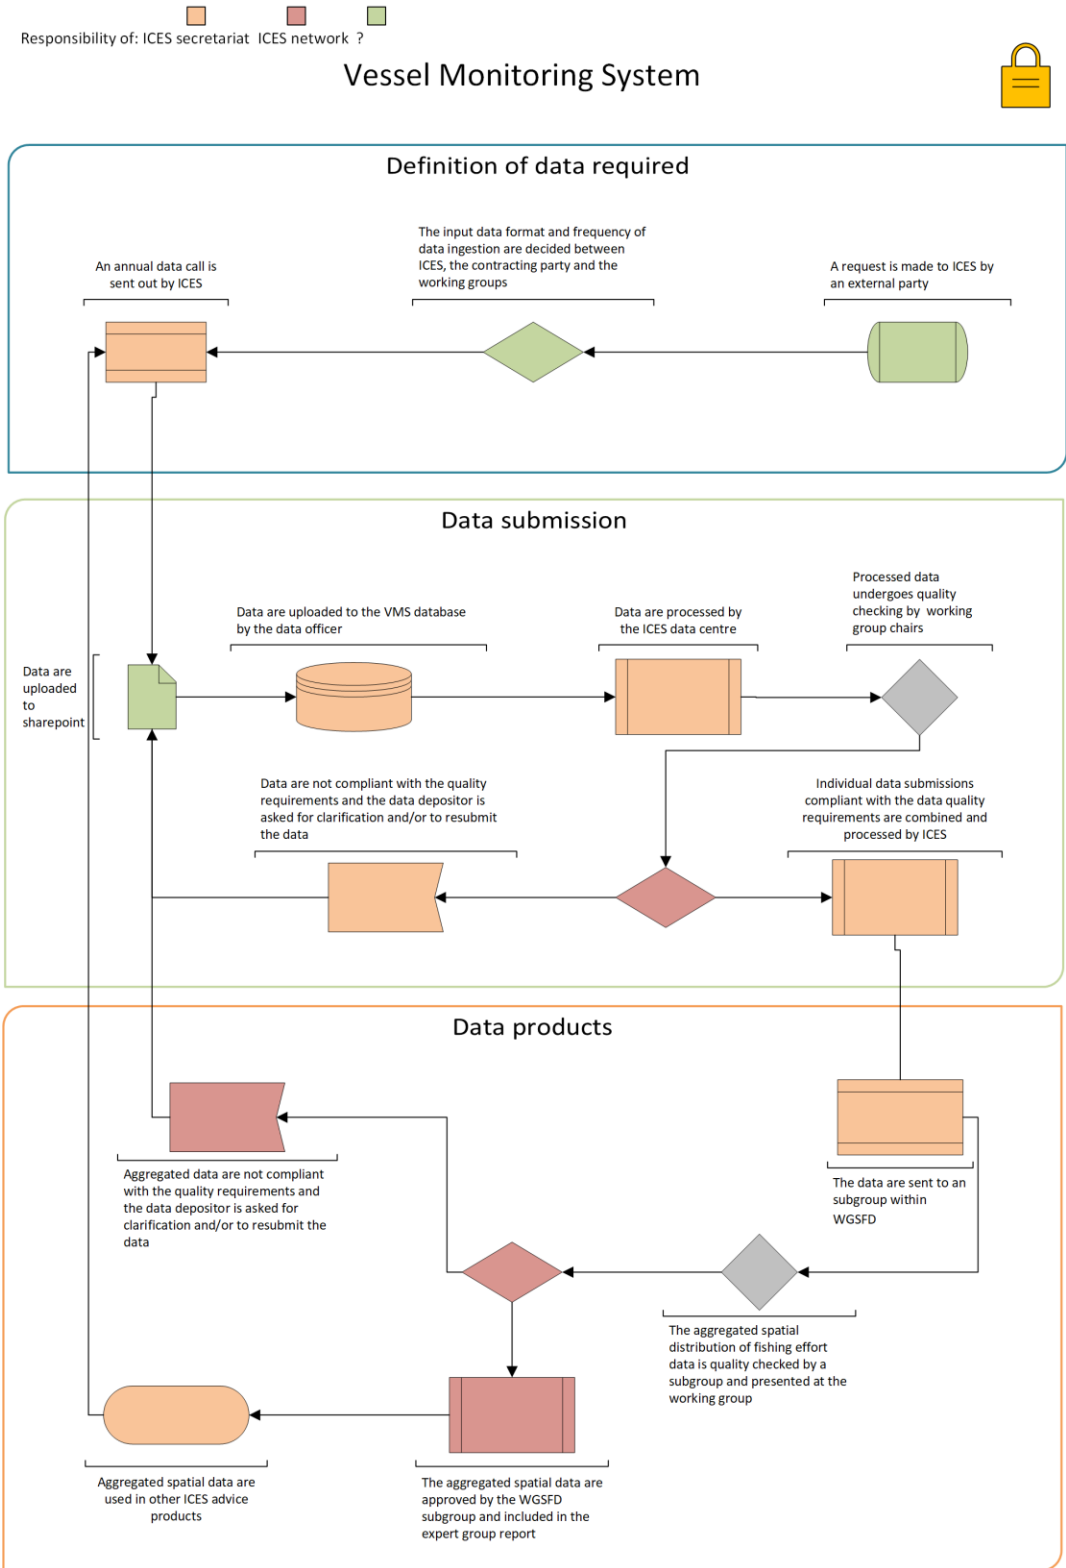 Responsibility of: ICES secretariat ICES network ?
Vessel Monitoring System
Definition of data required
The input data format and frequency of
data ingestion are decided between
ICES, the contracting party and the
working groups
An annual data call is
sent out by ICES
A request is made to ICES by
an external party
Data submission
Processed data
undergoes quality
checking by working
group chairs
Data are uploaded to the VMS database
by the data officer
Data are processed by
the ICES data centre
Data are
uploaded
to
sharepoint
Data are not compliant with the quality
requirements and the data depositor is
asked for clarification and/or to resubmit
the data
Individual data submissions
compliant with the data quality
requirements are combined and
processed by ICES
Data products
Aggregated data are not compliant
with the quality requirements and
the data depositor is asked for
clarification and/or to resubmit the
data
The data are sent to an
subgroup within
WGSFD
The aggregated spatial
distribution of fishing effort
data is quality checked by a
subgroup and presented at the
working group
Aggregated spatial data are
used in other ICES advice
products
The aggregated spatial data are
approved by the WGSFD
subgroup and included in the
expert group report